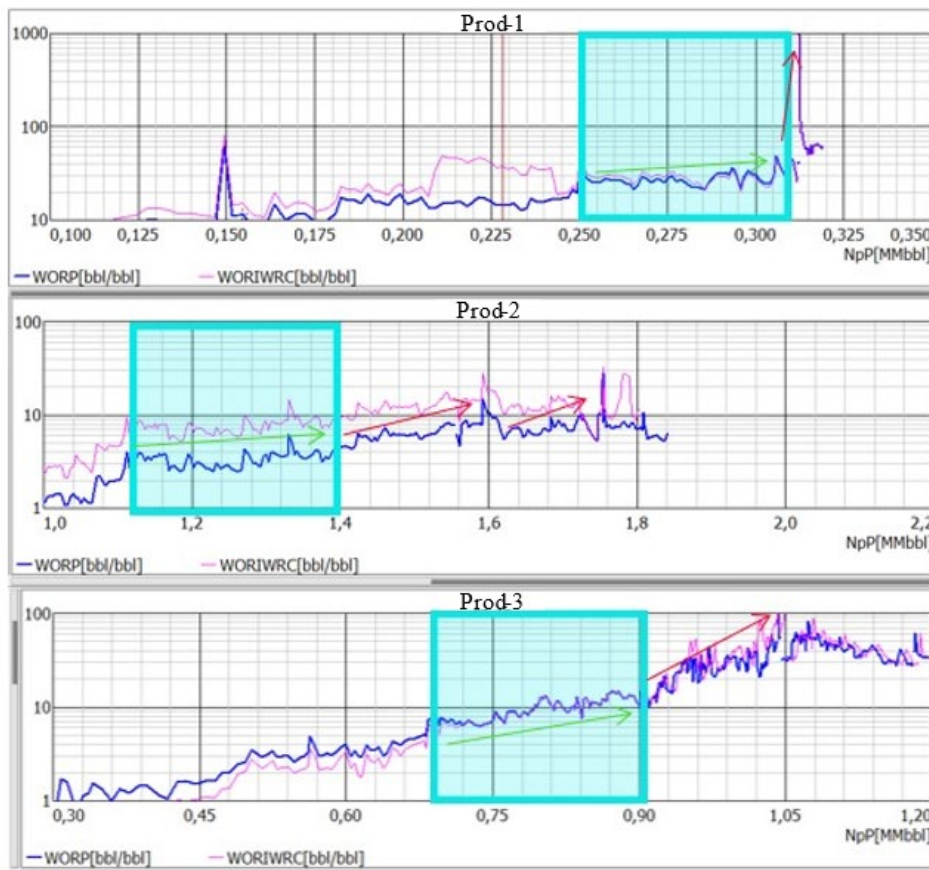 Prod-1
1000
100
10
0,100 0,125 0,150 0,175 0,200 0,225 0,250 0,275 0,300 0,325 0,350
NpP[MMbbl]
WORP[bbl/bbl] WORIWRC[bbl/bbl]
Prod-2
100
10
1
1,0 1,2 1,4 1,6 1,8 2,0 2,2
NpP[MMbbl]
WORP[bbl/bbl] WORIWRC[bbl/bbl]
Prod-3
100
10
1
0,30 0,45 0,60 0,75 0,90 1,05 1,20
NpP[MMbbl]
WORP[bbl/bbl] WORIWRC[bbl/bbl]